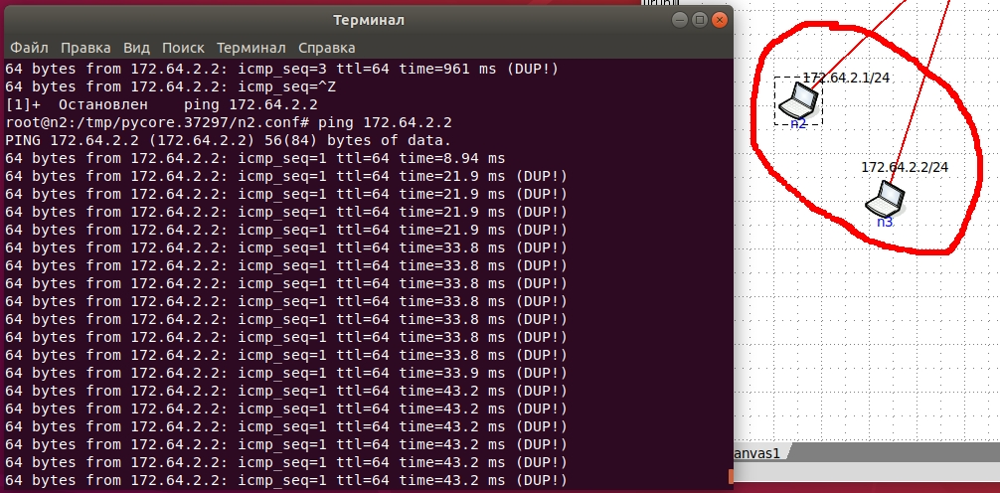 Терминал
Файл Правка Вид Поиск Терминал Справка
64 bytes from 172.64.2.2: icmp_seq=3 ttl=64 time=961 ms (DUP!)
64 bytes from 172.64.2.2: icmp_seq=^Z
[1]+  Остановлен    ping 172.64.2.2
root@n2:/tmp/pycore.37297/n2.conf# ping 172.64.2.2
PING 172.64.2.2 (172.64.2.2) 56(84) bytes of data.
64 bytes from 172.64.2.2: icmp_seq=1 ttl=64 time=8.94 ms
64 bytes from 172.64.2.2: icmp_seq=1 ttl=64 time=21.9 ms (DUP!)
64 bytes from 172.64.2.2: icmp_seq=1 ttl=64 time=21.9 ms (DUP!)
64 bytes from 172.64.2.2: icmp_seq=1 ttl=64 time=21.9 ms (DUP!)
64 bytes from 172.64.2.2: icmp_seq=1 ttl=64 time=21.9 ms (DUP!)
64 bytes from 172.64.2.2: icmp_seq=1 ttl=64 time=33.8 ms (DUP!)
64 bytes from 172.64.2.2: icmp_seq=1 ttl=64 time=33.8 ms (DUP!)
64 bytes from 172.64.2.2: icmp_seq=1 ttl=64 time=33.8 ms (DUP!)
64 bytes from 172.64.2.2: icmp_seq=1 ttl=64 time=33.8 ms (DUP!)
64 bytes from 172.64.2.2: icmp_seq=1 ttl=64 time=33.8 ms (DUP!)
64 bytes from 172.64.2.2: icmp_seq=1 ttl=64 time=33.8 ms (DUP!)
64 bytes from 172.64.2.2: icmp_seq=1 ttl=64 time=33.8 ms (DUP!)
64 bytes from 172.64.2.2: icmp_seq=1 ttl=64 time=33.9 ms (DUP!)
64 bytes from 172.64.2.2: icmp_seq=1 ttl=64 time=43.2 ms (DUP!)
64 bytes from 172.64.2.2: icmp_seq=1 ttl=64 time=43.2 ms (DUP!)
64 bytes from 172.64.2.2: icmp_seq=1 ttl=64 time=43.2 ms (DUP!)
64 bytes from 172.64.2.2: icmp_seq=1 ttl=64 time=43.2 ms (DUP!)
64 bytes from 172.64.2.2: icmp_seq=1 ttl=64 time=43.2 ms (DUP!)
64 bytes from 172.64.2.2: icmp_seq=1 ttl=64 time=43.2 ms (DUP!)
172.64.2.1/24
n2
172.64.2.2/24
n3
anvas1